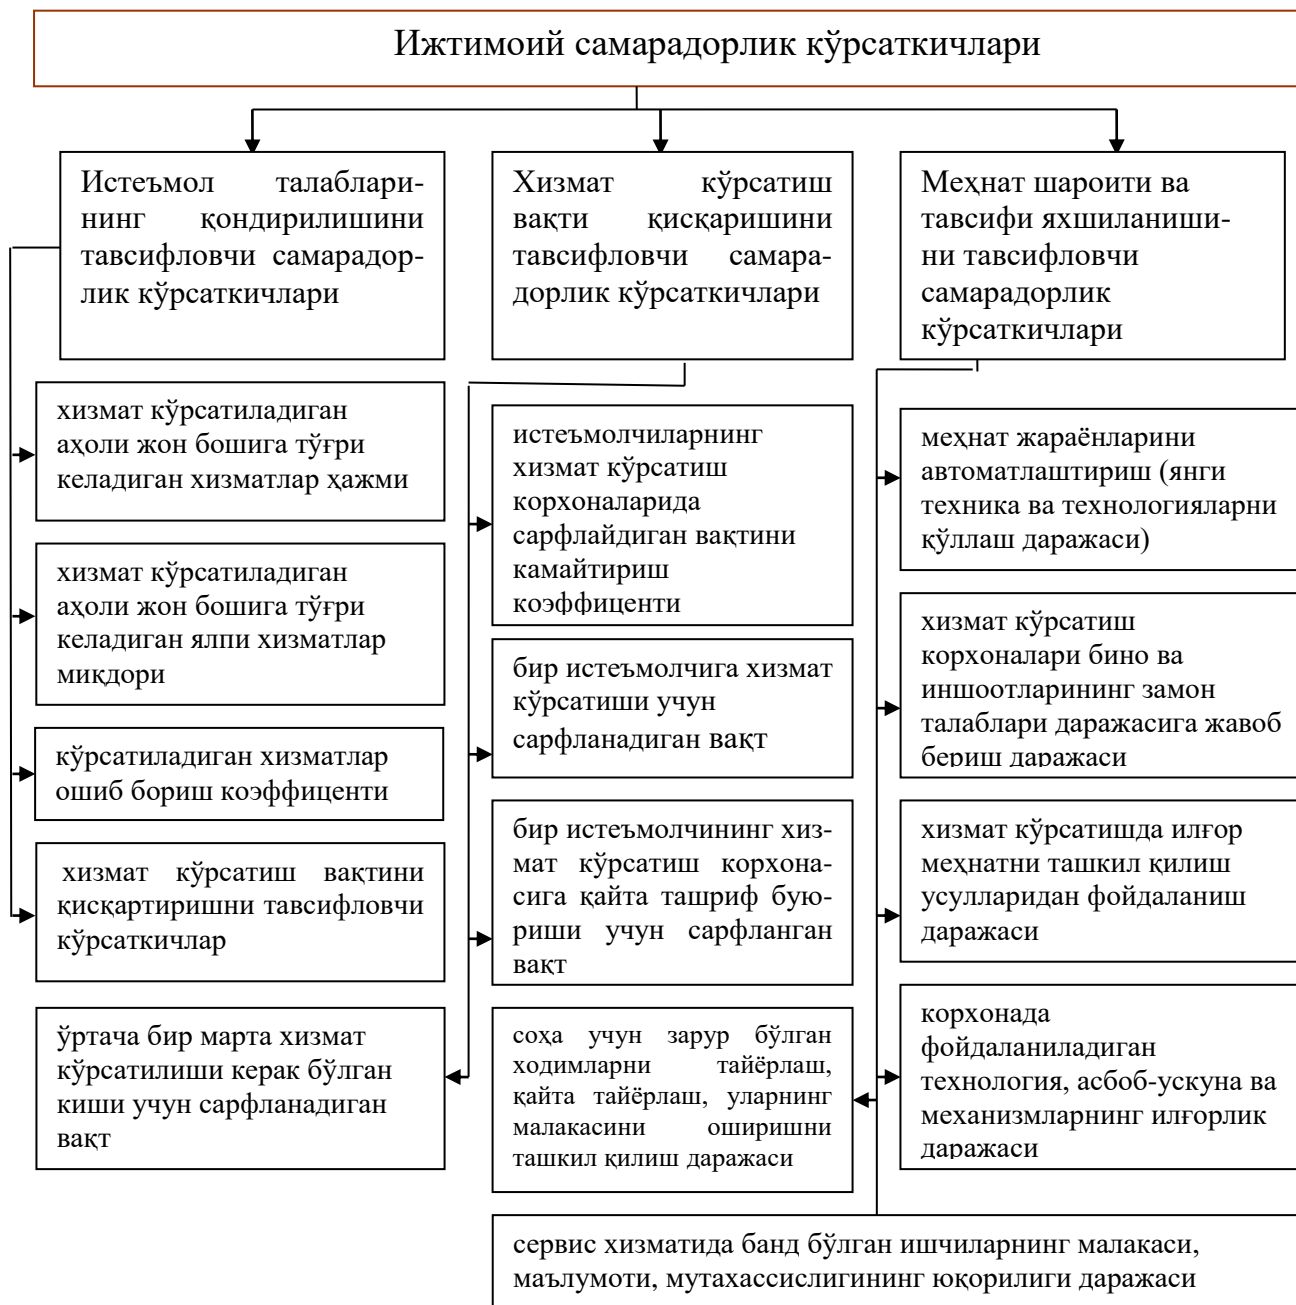 Ижтимоий самарадорлик кўрсаткичлари
Истеъмол талаблари-
нинг қондирилишини
тавсифловчи самарадор-
лик кўрсаткичлари
Хизмат кўрсатиш
вақти қисқаришини
тавсифловчи самара-
дорлик кўрсаткичлари
Меҳнат шароити ва
тавсифи яхшиланиши-
ни тавсифловчи
самарадорлик
кўрсаткичлари
хизмат кўрсатиладиган
аҳоли жон бошига тўғри
келадиган хизматлар ҳажми
хизмат кўрсатиладиган
аҳоли жон бошига тўғри
келадиган ялпи хизматлар
миқдори
кўрсатиладиган хизматлар
ошиб бориш коэффиценти
хизмат кўрсатиш вақтини
қисқартиришни тавсифловчи
кўрсаткичлар
ўртача бир марта хизмат
кўрсатилиши керак бўлган
киши учун сарфланадиган
вақт
истеъмолчиларнинг
хизмат кўрсатиш
корхоналарида
сарфлайдиган вақтини
камайтириш
коэффиценти
бир истеъмолчига хизмат
кўрсатиши учун
сарфланадиган вақт
бир истеъмолчининг хиз-
мат кўрсатиш корхона-
сига қайта ташриф бую-
риши учун сарфланган
вақт
соҳа учун зарур бўлган
ходимларни тайёрлаш,
қайта тайёрлаш, уларнинг
малакасини оширишни
ташкил қилиш даражаси
меҳнат жараёнларини
автоматлаштириш (янги
техника ва технологияларни
қўллаш даражаси)
хизмат кўрсатиш
корхоналари бино ва
иншоотларининг замон
талаблари даражасига жавоб
бериш даражаси
хизмат кўрсатишда илғор
меҳнатни ташкил қилиш
усулларидан фойдаланиш
даражаси
корхонада
фойдаланиладиган
технология, асбоб-ускуна ва
механизмларнинг илғорлик
даражаси
сервис хизматида банд бўлган ишчиларнинг малакаси,
маълумоти, мутахассислигининг юқорилиги даражаси